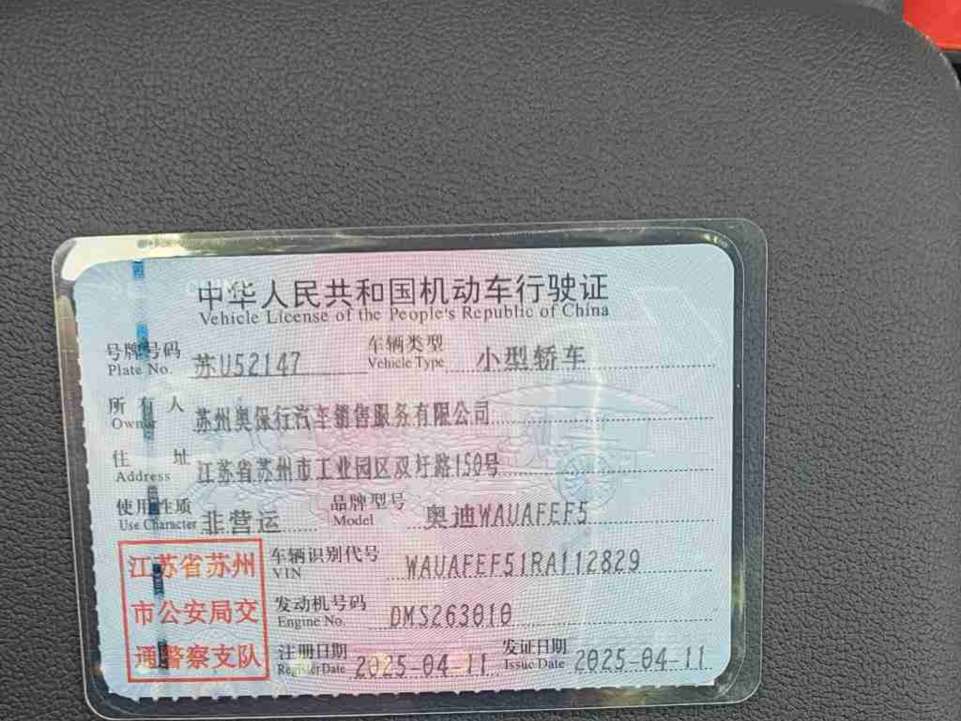 中华人民共和国机动车行驶证
Vehicle License of the People's Republic of China
号牌号码 苏U52147 车辆类型 小型轿车
Plate No. Vehicle Type
所有人 苏州奥保行汽车销售服务有限公司
Owner
住址 江苏省苏州市工业园区双圩路150号
Address
使用性质 非营运 品牌型号 奥迪WAUAFEF5
Use Character Model
车辆识别代号 WAUAFEF51RA112829
VIN
发动机号码 DMS263010
Engine No.
注册日期 2025-04-11 发证日期 2025-04-11
Register Date Issue Date
江苏省苏州
市公安局交
通警察支队